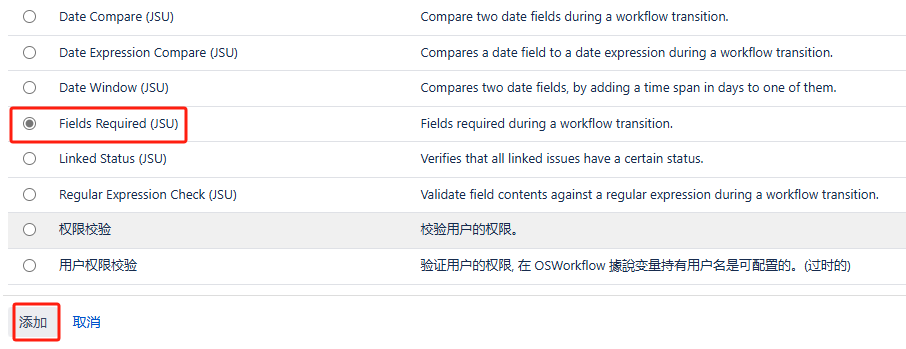 Date Compare (JSU) Compare two date fields during a workflow transition.
Date Expression Compare (JSU) Compares a date field to a date expression during a workflow transition.
Date Window (JSU) Compares two date fields, by adding a time span in days to one of them.
Fields Required (JSU) Fields required during a workflow transition.
Linked Status (JSU) Verifies that all linked issues have a certain status.
Regular Expression Check (JSU) Validate field contents against a regular expression during a workflow transition.
权限校验 校验用户的权限。
用户权限校验 验证用户的权限, 在 OSWorkflow 據說变量持有用户名是可配置的。(过时的)
添加 取消